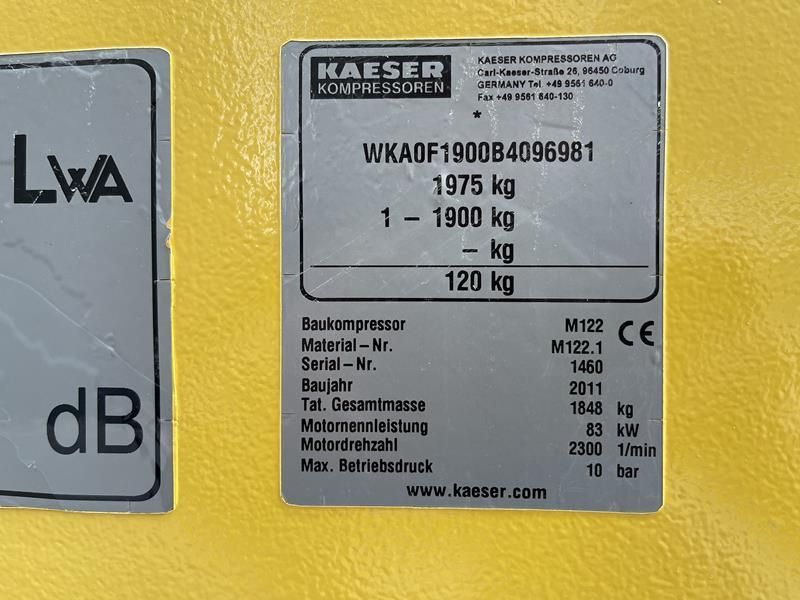 LWA
dB
KAESER
KOMPRESSOREN
KAESER KOMPRESSOREN AG
Carl-Kaeser-Straße 26, 96450 Coburg
GERMANY Tel. +49 9561 640-0
Fax +49 9561 640-130
*
WKA0F1900B4096981
1975 kg
1 – 1900 kg
– kg
120 kg
Baukompressor M122 CE
Material–Nr. M122.1
Serial–Nr. 1460
Baujahr 2011
Tat. Gesamtmasse 1848 kg
Motornennleistung 83 kW
Motordrehzahl 2300 1/min
Max. Betriebsdruck 10 bar
www.kaeser.com